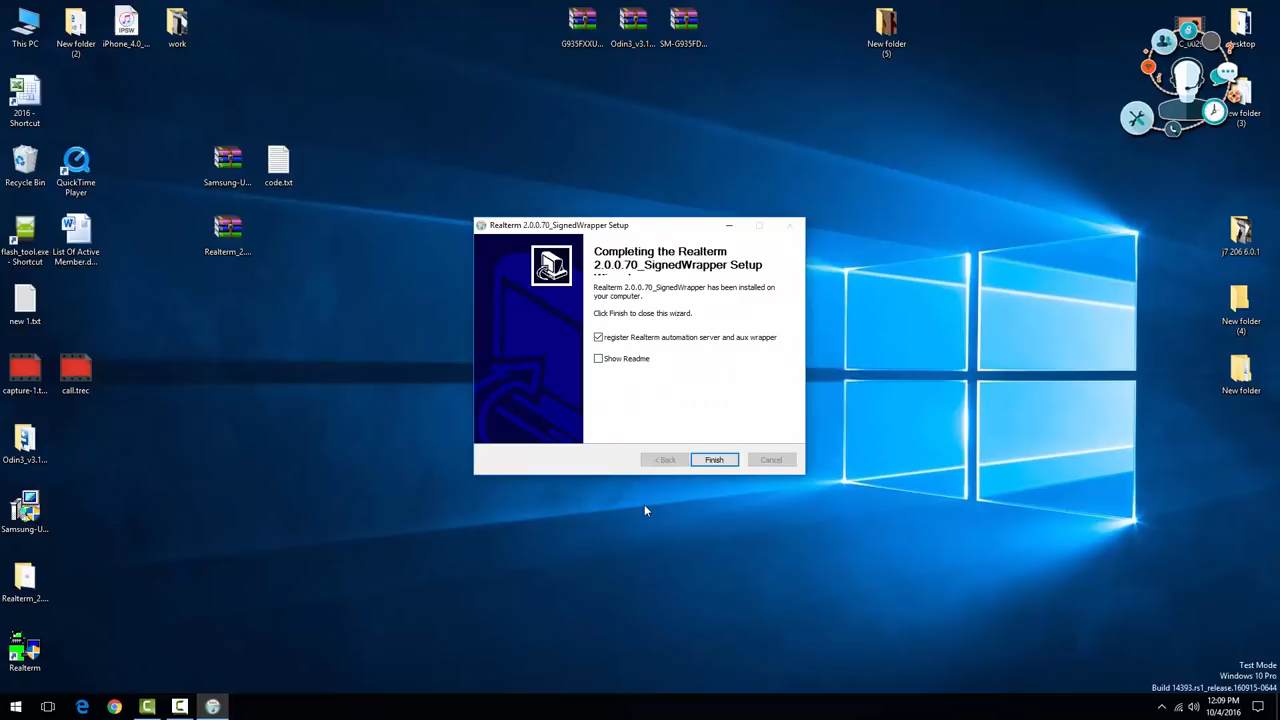 This PC
New folder
(2)
iPhone_4.0_...
work
G935FXXU...
Odin3_v3.1...
SM-G935FD...
New folder
(5)
desktop
2016 -
Shortcut
ew folder
(3)
Recycle Bin
QuickTime
Player
Samsung-U...
code.txt
flash_tool.exe
- Shortcut
List Of Active
Member.d...
Realterm_2....
j7 206 6.0.1
new 1.txt
New folder
(4)
capture-1.t...
call.trec
New folder
Odin3_v3.1...
Samsung-U...
Realterm_2....
Realterm
Realterm 2.0.0.70_SignedWrapper Setup
Completing the Realterm
2.0.0.70_SignedWrapper Setup
Realterm 2.0.0.70_SignedWrapper has been installed on
your computer.
Click Finish to close this wizard.
register Realterm automation server and aux wrapper
Show Readme
< Back
Finish
Cancel
Test Mode
Windows 10 Pro
Build 14393.rs1_release.160915-0644
12:09 PM
10/4/2016